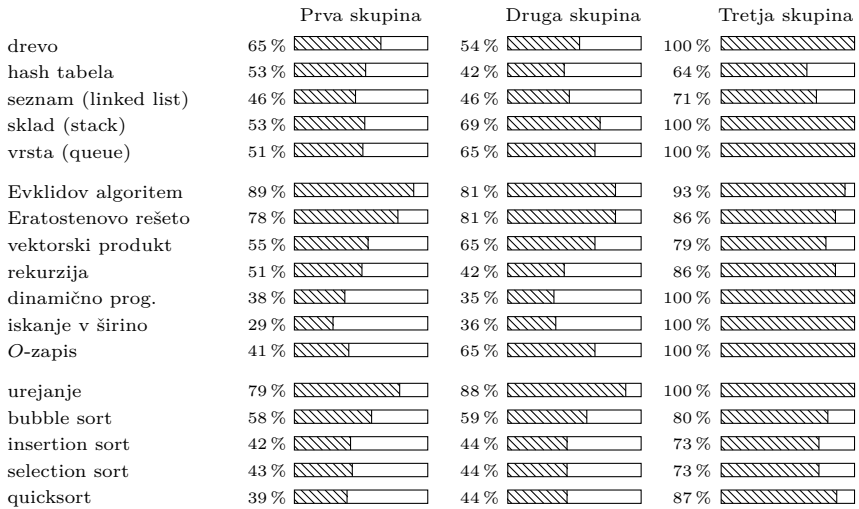 Prva skupina Druga skupina Tretja skupina
drevo 65 % 54 % 100 %
hash tabela 53 % 42 % 64 %
seznam (linked list) 46 % 46 % 71 %
sklad (stack) 53 % 69 % 100 %
vrsta (queue) 51 % 65 % 100 %
Evklidov algoritem 89 % 81 % 93 %
Eratostenovo rešeto 78 % 81 % 86 %
vektorski produkt 55 % 65 % 79 %
rekurzija 51 % 42 % 86 %
dinamično prog. 38 % 35 % 100 %
iskanje v širino 29 % 36 % 100 %
O-zapis 41 % 65 % 100 %
urejanje 79 % 88 % 100 %
bubble sort 58 % 59 % 80 %
insertion sort 42 % 44 % 73 %
selection sort 43 % 44 % 73 %
quicksort 39 % 44 % 87 %